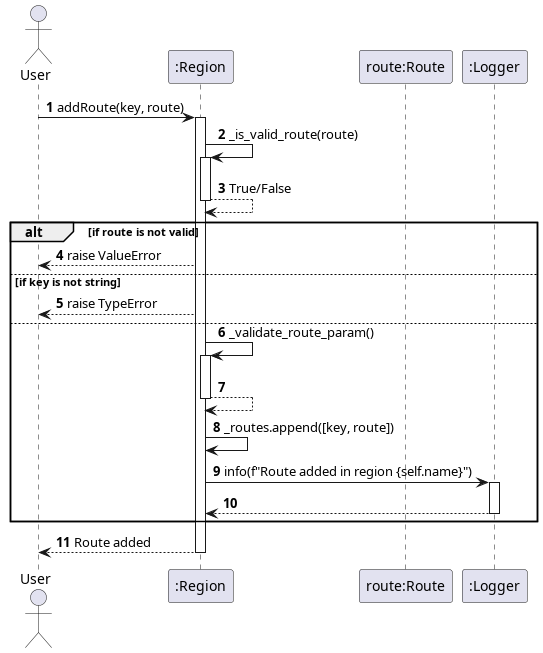 User
:Region
route:Route
:Logger
1 addRoute(key, route)
2 _is_valid_route(route)
3 True/False
alt [if route is not valid]
4 raise ValueError
[if key is not string]
5 raise TypeError
6 _validate_route_param()
7
8 _routes.append([key, route])
9 info(f"Route added in region {self.name}")
10
11 Route added
User
:Region
route:Route
:Logger